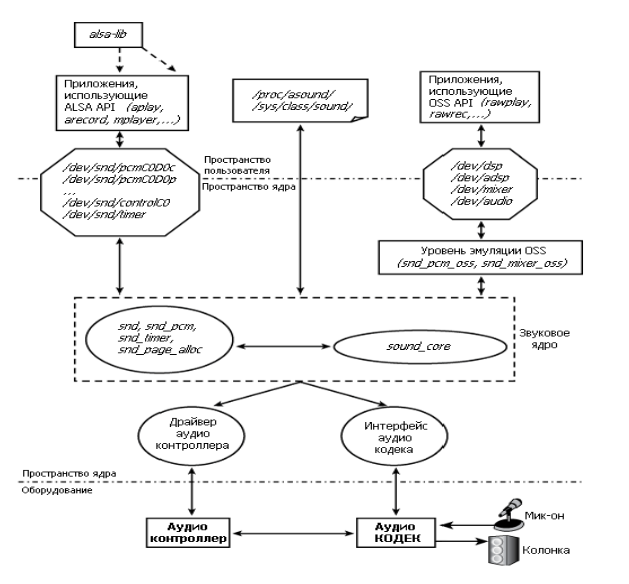 alsa-lib
Приложения,
использующие
ALSA API (aplay,
arecord, mplayer,...)
/proc/asound/
/sys/class/sound/
Приложения,
использующие
OSS API (rawplay,
rawrec,...)
/dev/snd/pcmC0D0c
/dev/snd/pcmC0D0p
...
/dev/snd/controlC0
/dev/snd/timer
Пространство
пользователя
Пространство ядра
/dev/dsp
/dev/adsp
/dev/mixer
/dev/audio
Уровень эмуляции OSS
(snd_pcm_oss, snd_mixer_oss)
snd, snd_pcm,
snd_timer,
snd_page_alloc
sound_core
Звуковое
ядро
Драйвер
аудио
контроллера
Интерфейс
аудио
кодека
Пространство ядра
Оборудование
Аудио
контроллер
Аудио
КОДЕК
Мик-он
Колонка